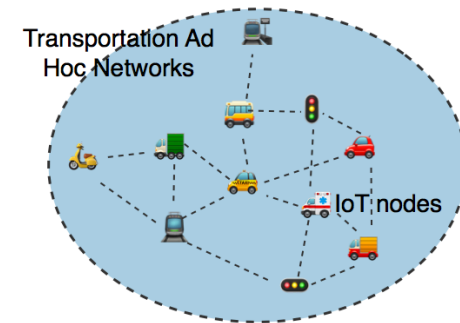 Transportation Ad
Hoc Networks
IoT nodes